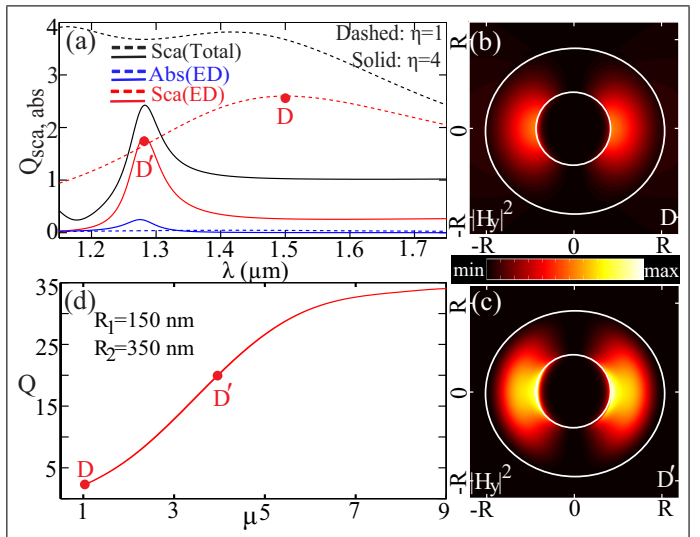 (a)
Dashed: η=1
Solid: η=4
Sca(Total)
Abs(ED)
Sca(ED)
D
D′
Q_sca, abs
4
3
2
1
0
1.2
1.3
1.4
1.5
1.6
1.7
λ (μm)
(b)
R
0
-R
|H_y|²
D
-R
0
R
min
max
(c)
R
0
-R
|H_y|²
D′
-R
0
R
(d)
R_1=150 nm
R_2=350 nm
Q
35
25
15
5
D
D′
1
3
μ
5
7
9